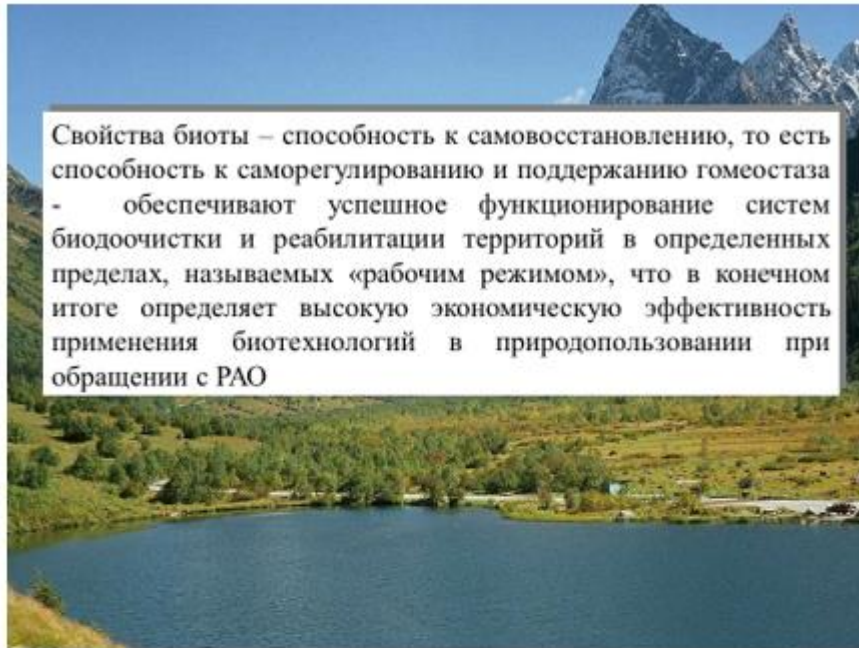 Свойства биоты – способность к самовосстановлению, то есть
способность к саморегулированию и поддержанию гомеостаза
- обеспечивают успешное функционирование систем
биодоочистки и реабилитации территорий в определенных
пределах, называемых «рабочим режимом», что в конечном
итоге определяет высокую экономическую эффективность
применения биотехнологий в природопользовании при
обращении с РАО